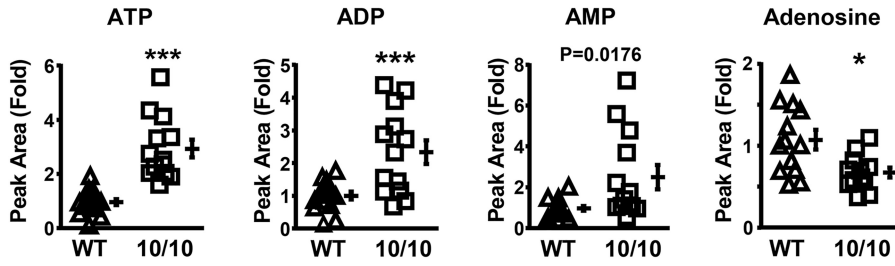 ATP
***
Peak Area (Fold)
6
4
2
0
WT 10/10
ADP
***
Peak Area (Fold)
5
4
3
2
1
0
WT 10/10
AMP
P=0.0176
Peak Area (Fold)
8
6
4
2
0
WT 10/10
Adenosine
*
Peak Area (Fold)
2
1
0
WT 10/10